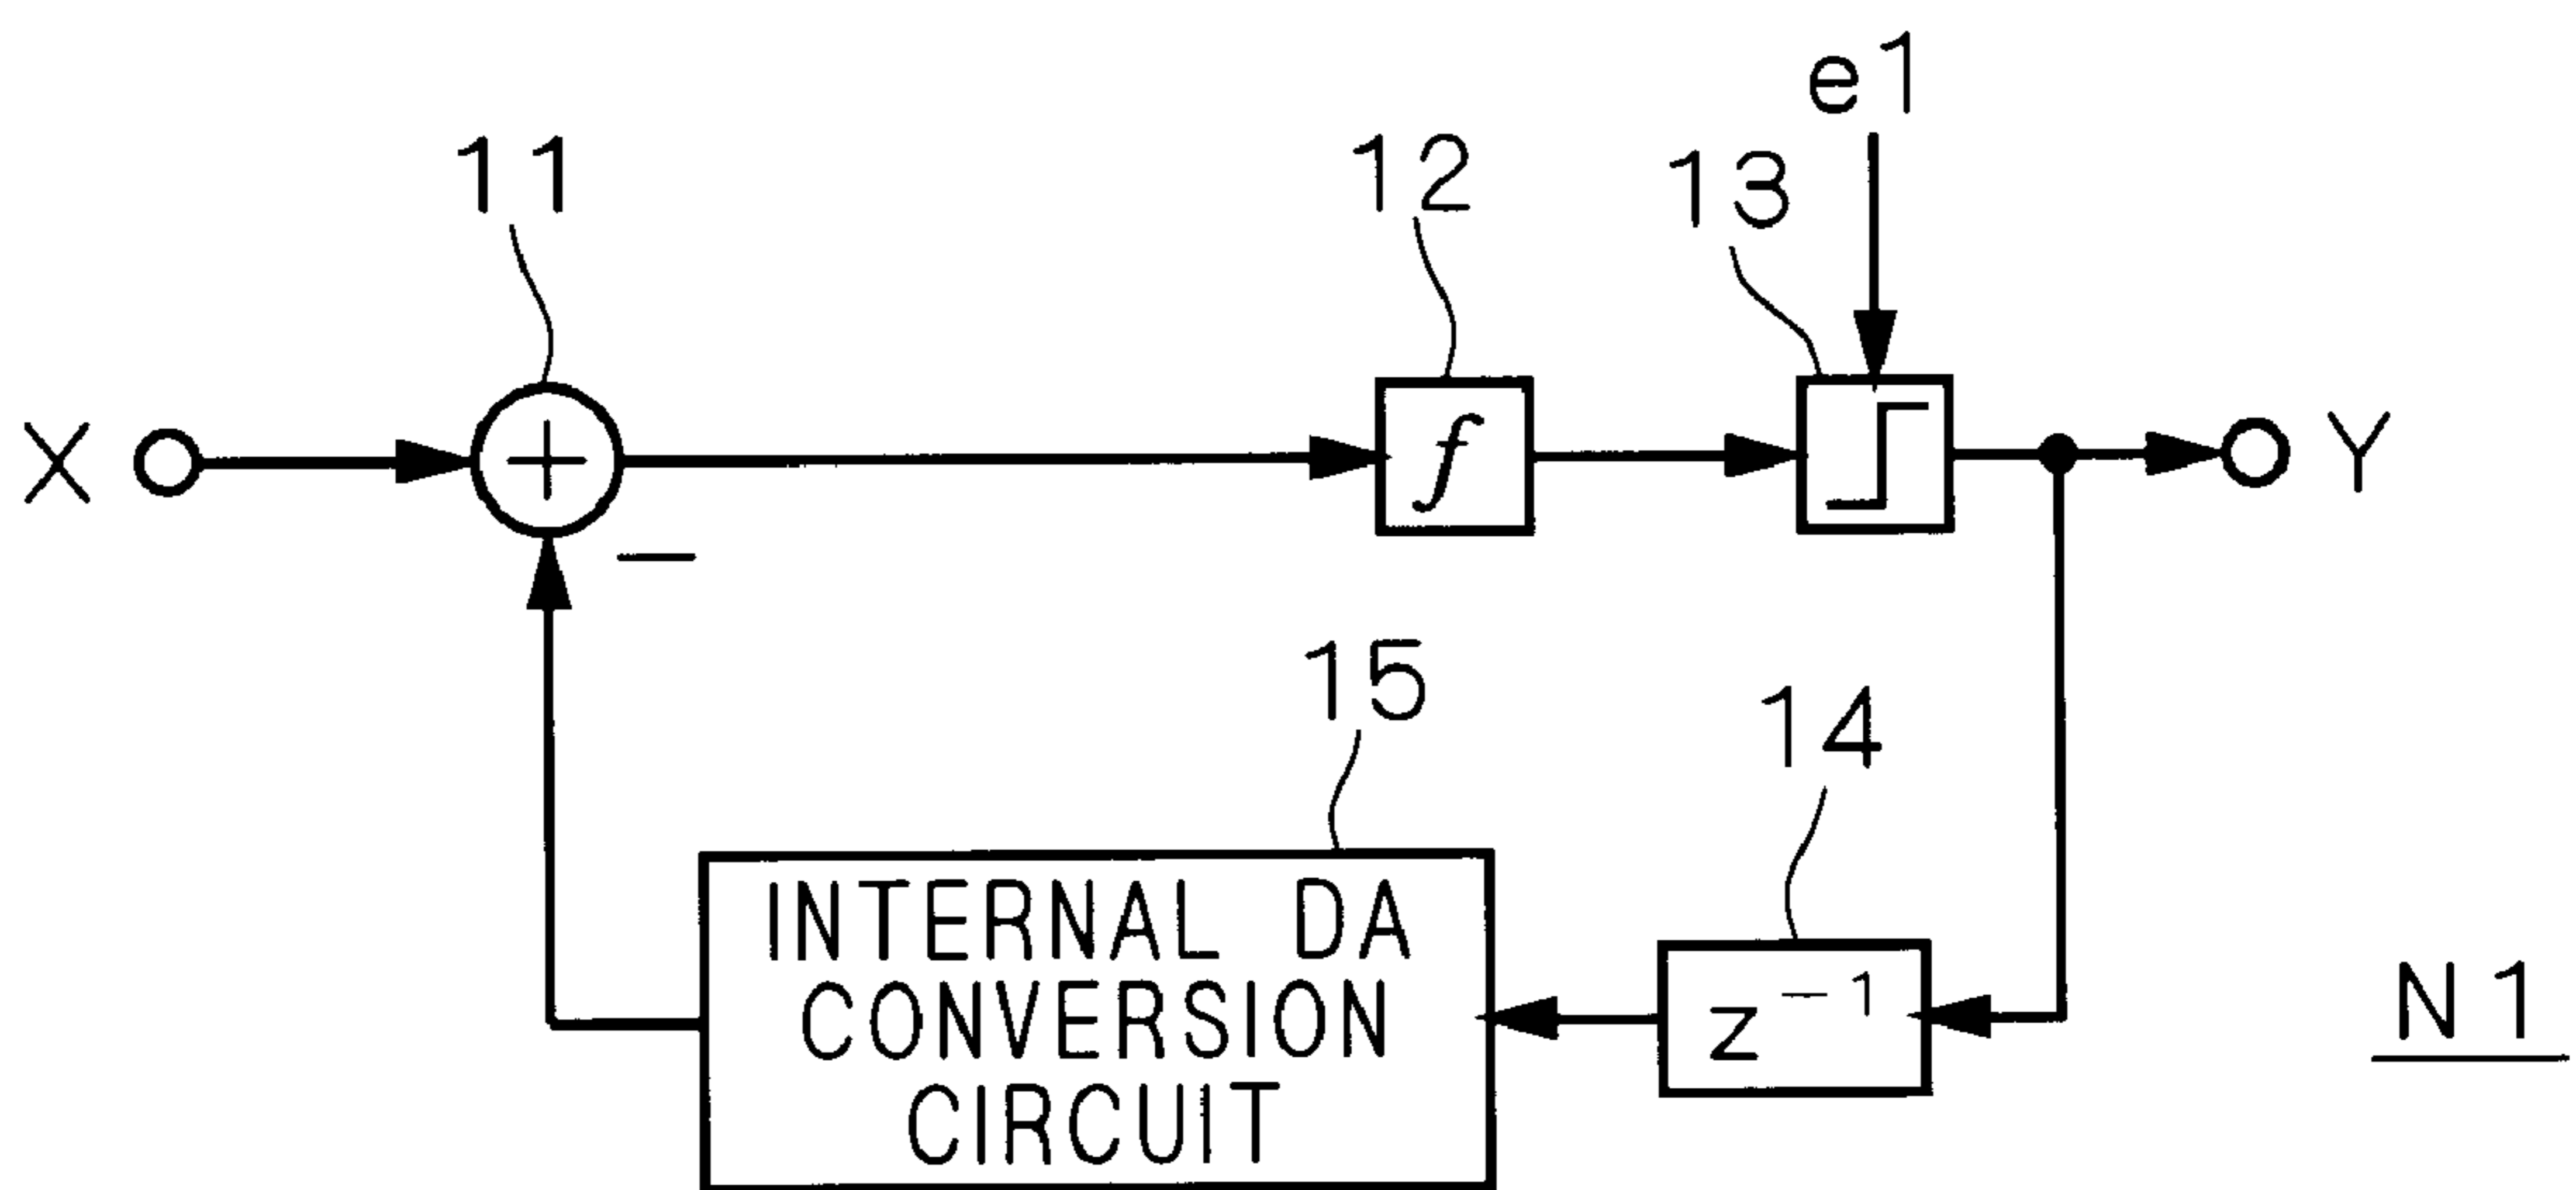 e1
11
12
13
X
+
f
Y
−
15
14
INTERNAL DA
CONVERSION
CIRCUIT
z⁻¹
N1